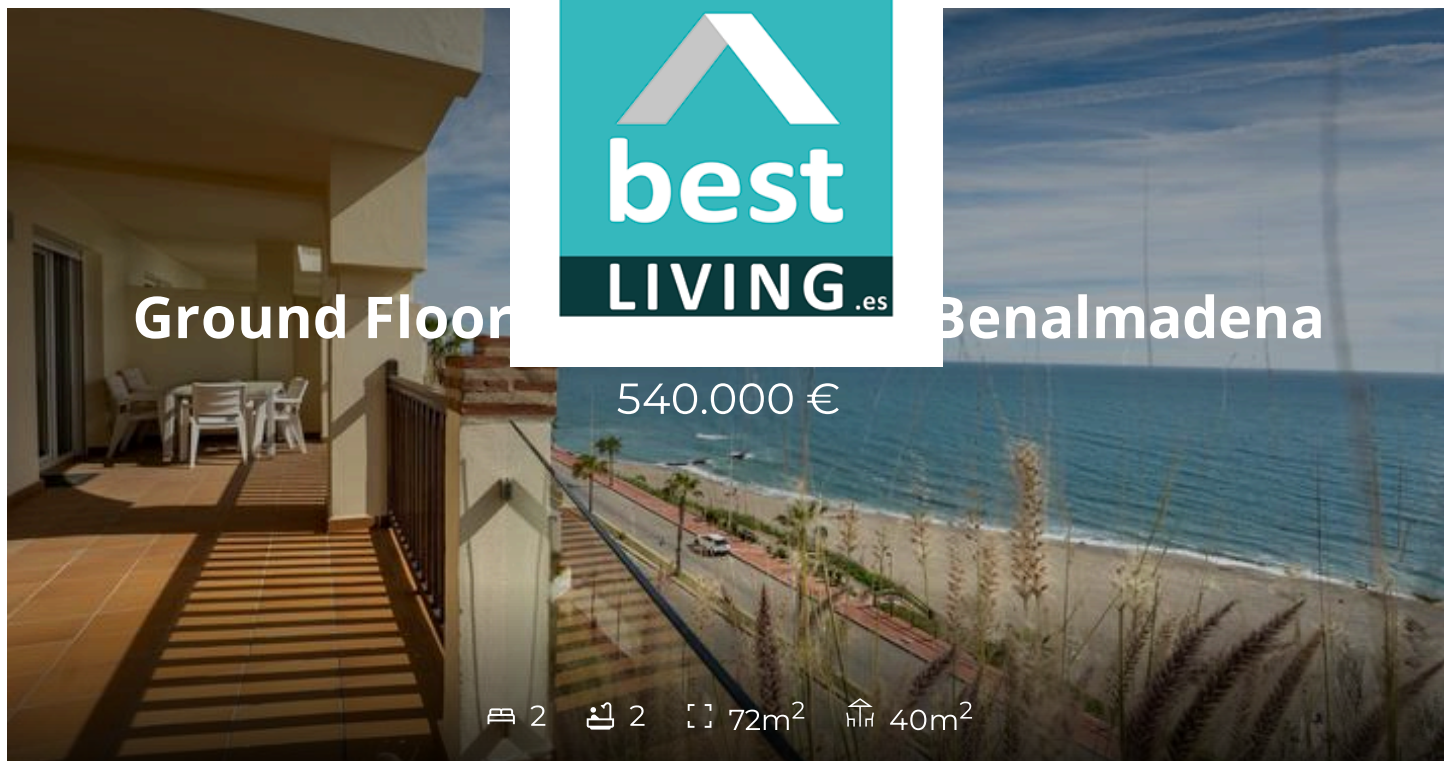 best
LIVING.es
Ground Floor Benalmadena
540.000 €
2 2 72m² 40m²